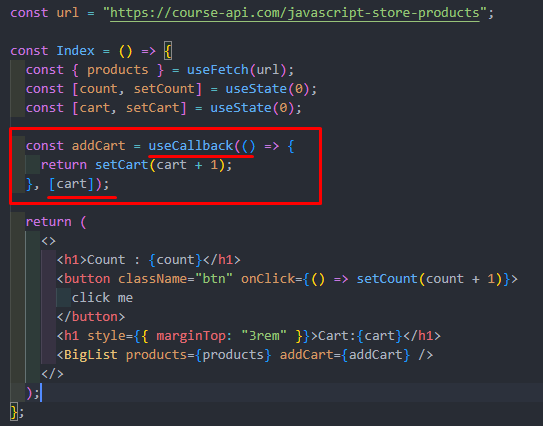 const url = "https://course-api.com/javascript-store-products";
const Index = () => {
const { products } = useFetch(url);
const [count, setCount] = useState(0);
const [cart, setCart] = useState(0);
const addCart = useCallback(() => {
return setCart(cart + 1);
}, [cart]);
return (
<>
<h1>Count : {count}</h1>
<button className="btn" onClick={() => setCount(count + 1)}>
click me
</button>
<h1 style={{ marginTop: "3rem" }}>Cart:{cart}</h1>
<BigList products={products} addCart={addCart} />
</>
);
};